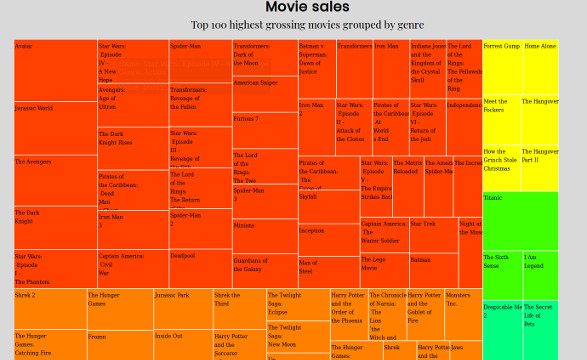 Movie sales
Top 100 highest grossing movies grouped by genre
Avatar
Jurassic World
The Avengers
The Dark
Knight
Star Wars:
Episode
I -
The Phantom
Star Wars:
Episode
IV -
A New
Hope
Avengers:
Age of
Ultron
The Dark
Knight Rises
Pirates of
the Caribbean:
Dead
Man
Iron Man
3
Captain America:
Civil
War
Spider-Man
Transformers:
Revenge of
the Fallen
Star Wars:
Episode
III -
Revenge of
The Lord
of the
Rings:
The Return
Spider-Man
2
Deadpool
Transformers:
Dark of
the Moon
American Sniper
Furious 7
The Lord
of the
Rings:
The Two
Spider-Man
3
Minions
Guardians of
the Galaxy
Batman v
Superman:
Dawn of
Justice
Transformers
Iron Man
Indiana Jones
and the
Kingdom of
the Crystal
Skull
The Lord
of the
Rings:
The Fellowship
of the
Ring
Iron Man
2
Star Wars:
Episode
II -
Attack of
the Clones
Pirates of
the Caribbean:
At
World
s End
Star Wars:
Episode
VI -
Return of
the Jedi
Independence
Pirates of
the Caribbean:
The
Skyfall
Inception
Man of
Steel
Star Wars:
Episode
V -
The Empire
Strikes Back
The Matrix
Reloaded
The Amazing
Spider-Man
The Incredibles
Captain America:
The
Winter Soldier
Star Trek
Night at
the Museum
The Lego
Movie
Batman
Forrest Gump
Home Alone
Meet the
Fockers
The Hangover
How the
Grinch Stole
Christmas
The Hangover
Part II
Titanic
The Sixth
Sense
I Am
Legend
Despicable Me
2
The Secret
Life of
Pets
Shrek 2
The Hunger
Games:
Catching Fire
The Hunger
Games
Frozen
Jurassic Park
Inside Out
Shrek the
Third
Harry Potter
and the
Sorcerer
The Twilight
Saga:
Eclipse
The Twilight
Saga:
New Moon
Harry Potter
and the
Order of
the Phoenix
The Chronicles
of Narnia:
The
Lion
the
Witch and
Harry Potter
and the
Goblet of
Fire
Monsters
Inc.
The Hunger
Games:
Shrek
Harry Potter
and the
Jaws